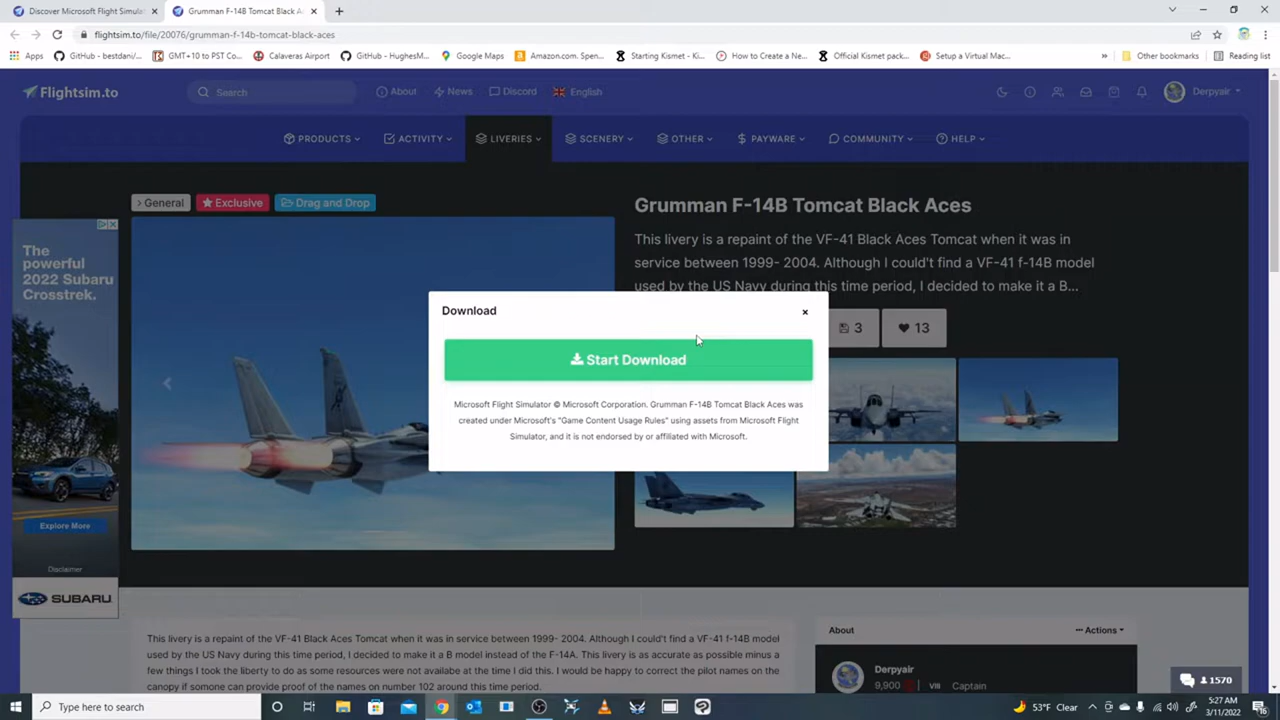 Discover Microsoft Flight Simulat
Grumman F-14B Tomcat Black A
flightsim.to/file/20076/grumman-f-14b-tomcat-black-aces
Apps
GitHub - bestdani/...
GMT+10 to PST Co...
Calaveras Airport
GitHub - HughesM...
Google Maps
Amazon.com. Spen...
Starting Kismet - Ki...
How to Create a Ne...
Official Kismet pack...
Setup a Virtual Mac...
»
Other bookmarks
Reading list
Flightsim.to
Search
About
News
Discord
English
Derpyair
PRODUCTS
ACTIVITY
LIVERIES
SCENERY
OTHER
PAYWARE
COMMUNITY
HELP
> General
Exclusive
Drag and Drop
Grumman F-14B Tomcat Black Aces
This livery is a repaint of the VF-41 Black Aces Tomcat when it was in
service between 1999- 2004. Although I could't find a VF-41 f-14B model
used by the US Navy during this time period, I decided to make it a B...
3
13
The
powerful
2022 Subaru
Crosstrek.
Explore More
Disclaimer
SUBARU
Download
×
Start Download
Microsoft Flight Simulator © Microsoft Corporation. Grumman F-14B Tomcat Black Aces was
created under Microsoft's "Game Content Usage Rules" using assets from Microsoft Flight
Simulator, and it is not endorsed by or affiliated with Microsoft.
This livery is a repaint of the VF-41 Black Aces Tomcat when it was in service between 1999- 2004. Although I could't find a VF-41 f-14B model
used by the US Navy during this time period, I decided to make it a B model instead of the F-14A. This livery is as accurate as possible minus a
few things I took the liberty to do as some resources were not availabe at the time I did this. I would be happy to correct the pilot names on the
canopy if someone can provide proof of the names on number 102 around this time period.
About
Actions
Derpyair
9,900
VIII
Captain
1570
Type here to search
53°F Clear
5:27 AM
3/11/2022
16